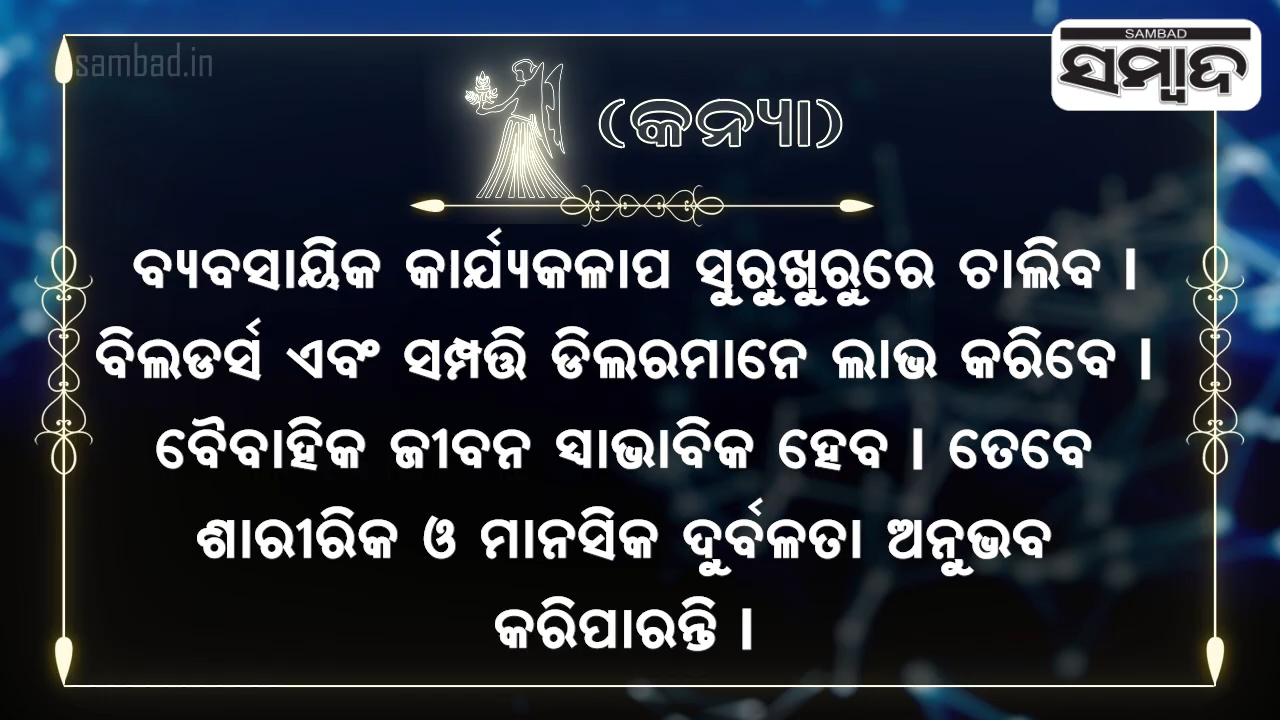 sambad.in
SAMBAD
ସମ୍ବାଦ
(କନ୍ୟା)
ବ୍ୟବସାୟିକ କାର୍ଯ୍ୟକଳାପ ସୁରୁଖୁରୁରେ ଚାଲିବ ।
ବିଲଡର୍ସ ଏବଂ ସମ୍ପତ୍ତି ଡିଲରମାନେ ଲାଭ କରିବେ ।
ବୈବାହିକ ଜୀବନ ସ୍ୱାଭାବିକ ହେବ । ତେବେ
ଶାରୀରିକ ଓ ମାନସିକ ଦୁର୍ବଳତା ଅନୁଭବ
କରିପାରନ୍ତି ।